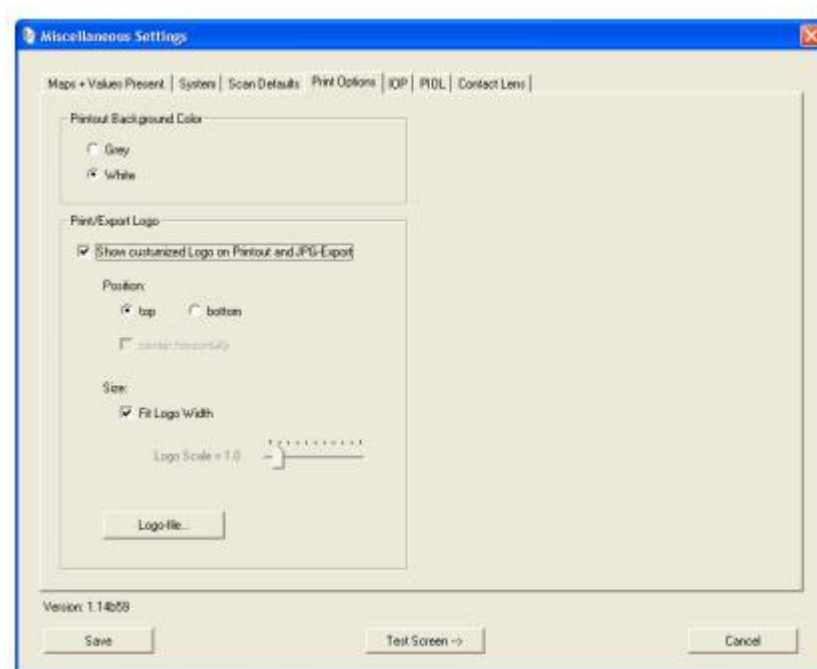 Miscellaneous Settings
Maps + Values Present System Scan Defaults Print Options IOP PIOL Contact Lens
Printout Background Color
Grey
White
Print/Export Logo
Show custumized Logo on Printout and JPG-Export
Position:
top bottom
center horizontally
Size:
Fit Logo Width
Logo Scale = 1.0
Logo-file...
Version: 1.14b59
Save Test Screen -> Cancel